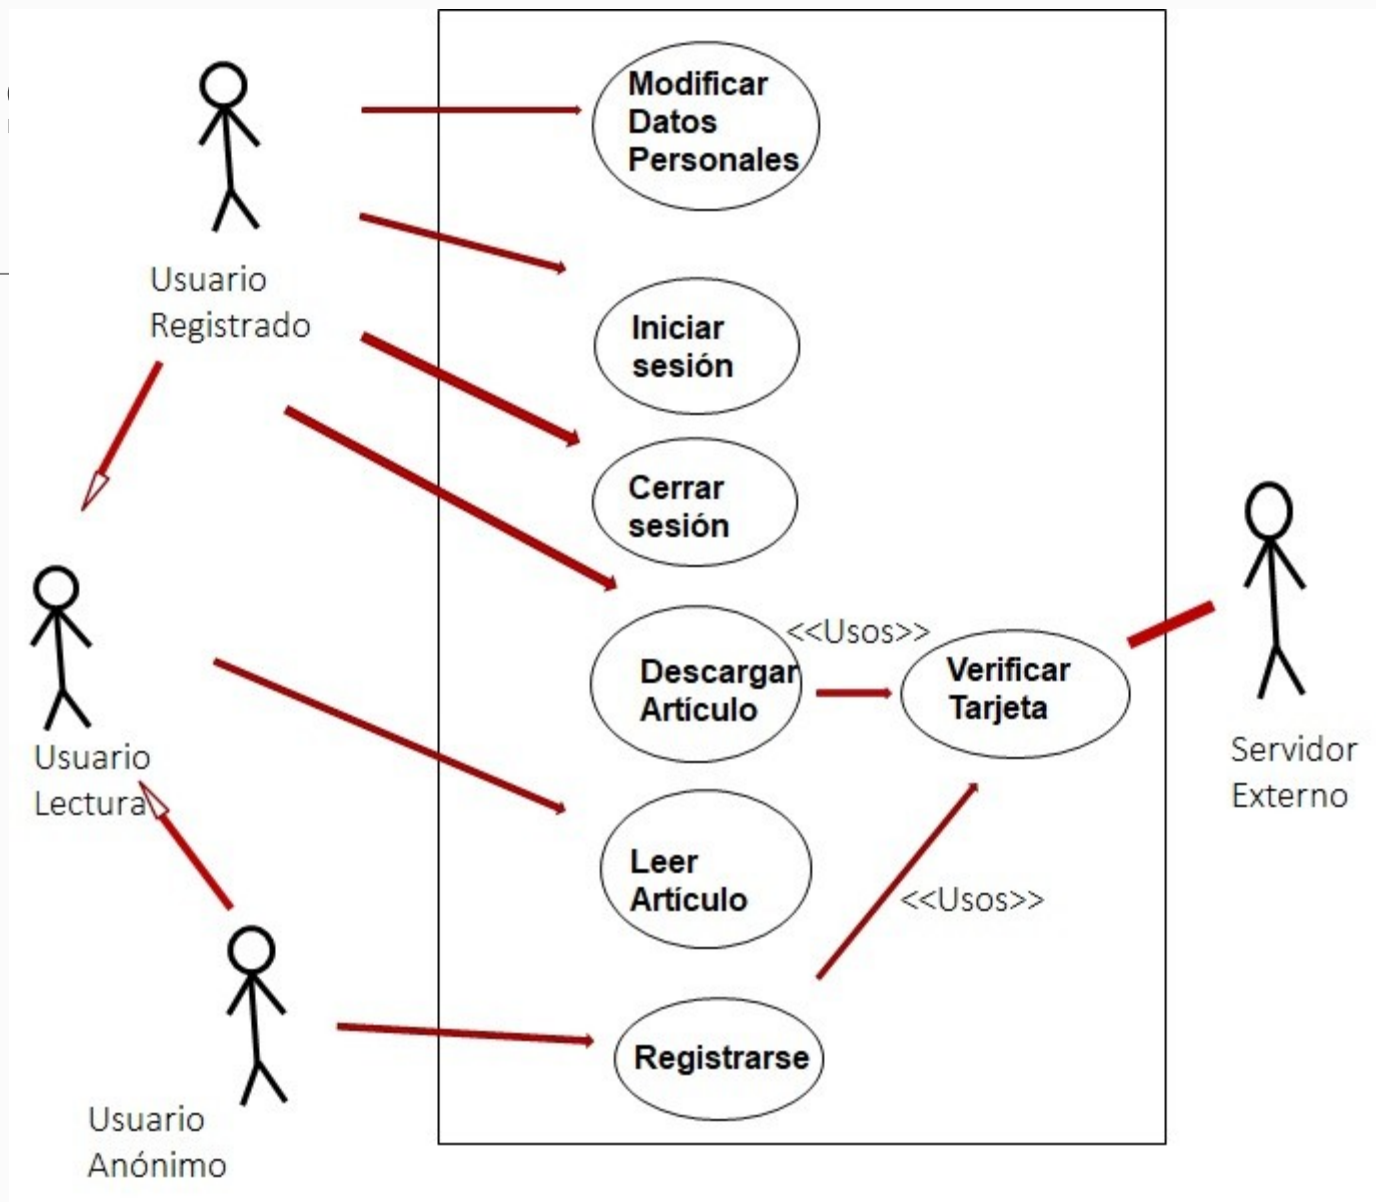 Modificar
Datos
Personales
Usuario
Registrado
Iniciar
sesión
Cerrar
sesión
<<Usos>>
Descargar
Artículo
Verificar
Tarjeta
Usuario
Lectura
Servidor
Externo
Leer
Artículo
<<Usos>>
Registrarse
Usuario
Anónimo